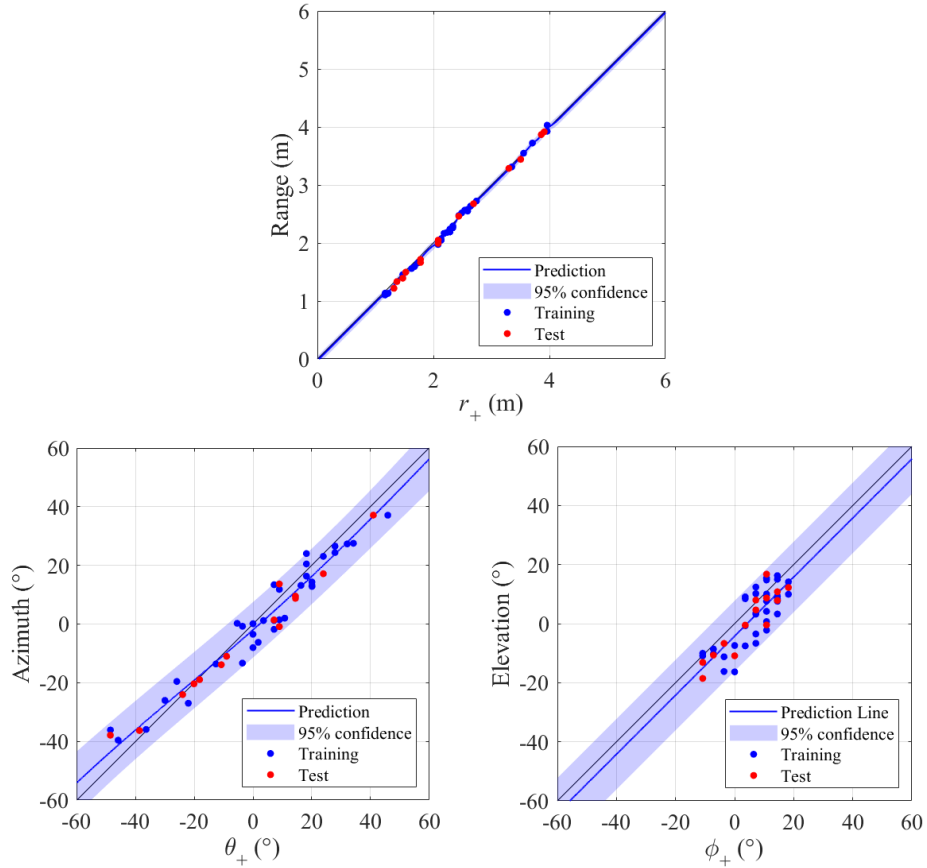 6
5
4
3
2
1
0
Range (m)
Prediction
95% confidence
Training
Test
0 2 4 6
r+ (m)
60
40
20
0
-20
-40
-60
Azimuth (°)
Prediction
95% confidence
Training
Test
-60 -40 -20 0 20 40 60
θ+ (°)
60
40
20
0
-20
-40
-60
Elevation (°)
Prediction Line
95% confidence
Training
Test
-60 -40 -20 0 20 40 60
ϕ+ (°)